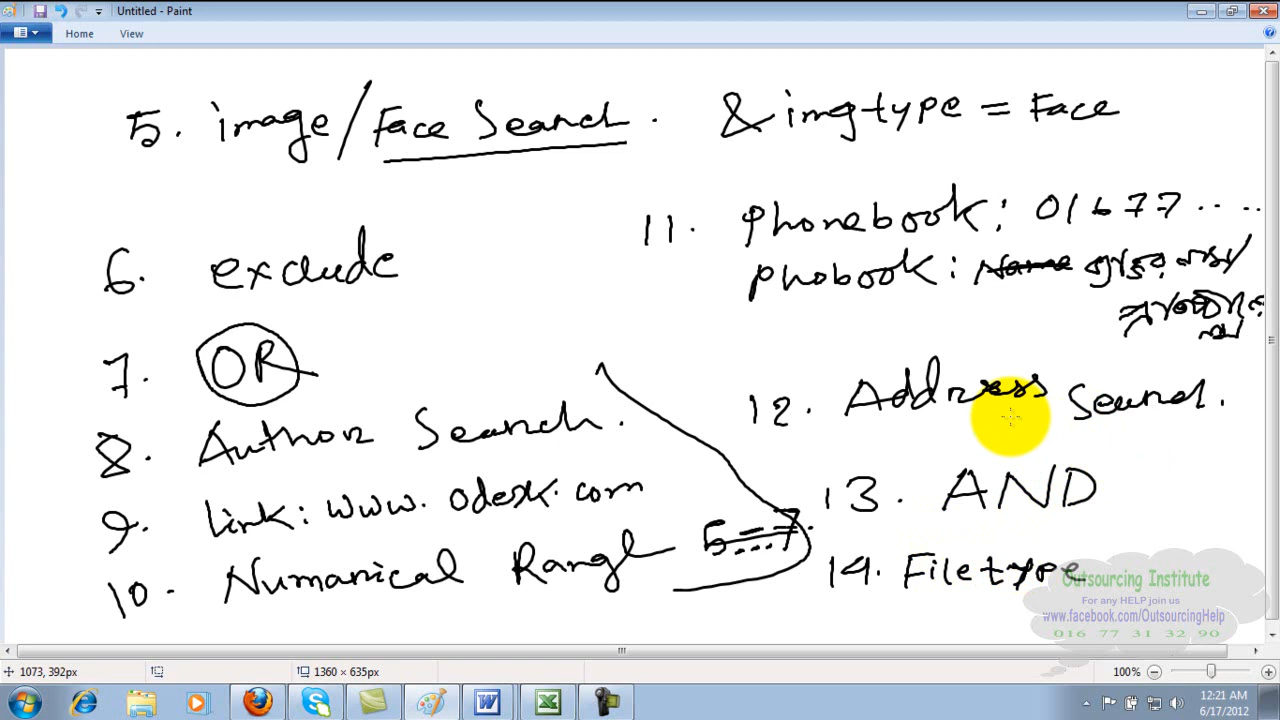 Untitled - Paint
Home View
5. image/Face Search. & imgtype = Face
11. Phonebook: 01677.....
6. exclude
phobook: Name
7. OR
12. Address Search.
8. Author Search.
13. AND
9. link: www.odesk.com
10. Numarical Range 5...7
14. Filetype
Outsourcing Institute
For any HELP join us
www.facebook.com/OutsourcingHelp
016 77 31 32 90
1073, 392px 1360 × 635px 100%
12:21 AM
6/17/2012